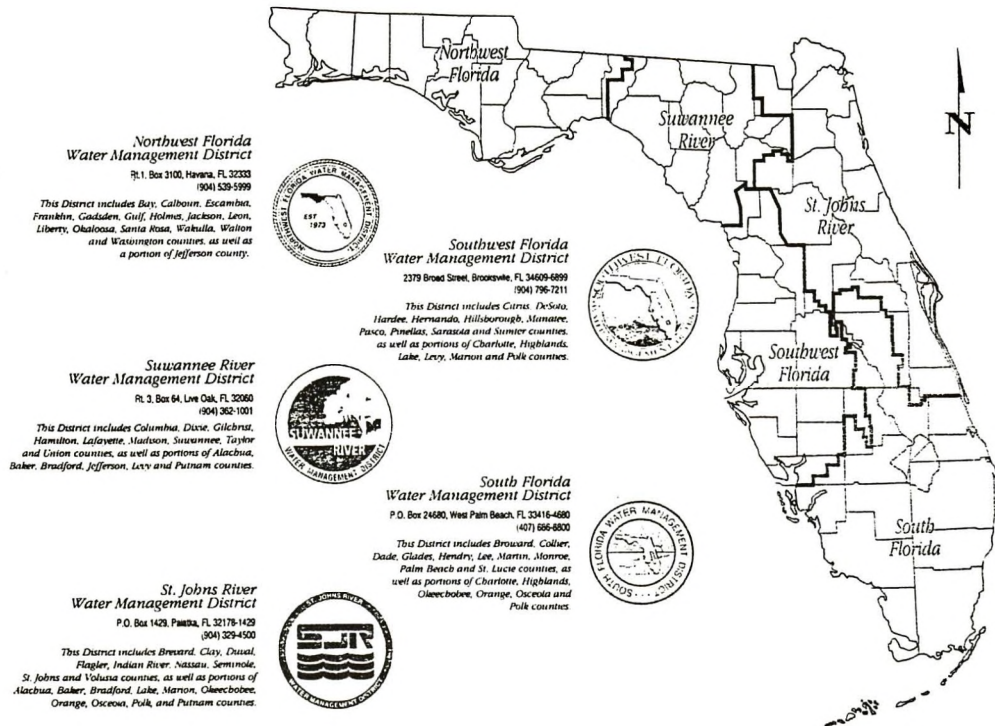 Northwest Florida
Water Management District
Rt.1, Box 3100, Havana, FL 32333
(904) 539-5999
This District includes Bay, Calhoun, Escambia,
Franklin, Gadsden, Gulf, Holmes, Jackson, Leon,
Liberty, Okaloosa, Santa Rosa, Wakulla, Walton
and Washington counties, as well as
a portion of Jefferson county.
NORTHWEST FLORIDA WATER MANAGEMENT DISTRICT
EST
1973
Southwest Florida
Water Management District
2379 Broad Street, Brooksville, FL 34609-6899
(904) 796-7211
This District includes Citrus, DeSoto,
Hardee, Hernando, Hillsborough, Manatee,
Pasco, Pinellas, Sarasota and Sumter counties,
as well as portions of Charlotte, Highlands,
Lake, Levy, Marion and Polk counties.
SOUTHWEST FLORIDA
Suwannee River
Water Management District
Rt. 3, Box 64, Live Oak, FL 32060
(904) 362-1001
This District includes Columbia, Dixie, Gilchrist,
Hamilton, Lafayette, Madison, Suwannee, Taylor
and Union counties, as well as portions of Alachua,
Baker, Bradford, Jefferson, Levy and Putnam counties.
SUWANNEE
RIVER
WATER MANAGEMENT DISTRICT
South Florida
Water Management District
P.O. Box 24680, West Palm Beach, FL 33416-4680
(407) 686-8800
This District includes Broward, Collier,
Dade, Glades, Hendry, Lee, Martin, Monroe,
Palm Beach and St. Lucie counties, as
well as portions of Charlotte, Highlands,
Okeechobee, Orange, Osceola and
Polk counties.
SOUTH FLORIDA WATER MANAGEMENT DISTRICT
St. Johns River
Water Management District
P.O. Box 1429, Palatka, FL 32178-1429
(904) 329-4500
This District includes Brevard, Clay, Duval,
Flagler, Indian River, Nassau, Seminole,
St. Johns and Volusia counties, as well as portions of
Alachua, Baker, Bradford, Lake, Marion, Okeechobee,
Orange, Osceola, Polk, and Putnam counties.
ST. JOHNS RIVER
SJR
WATER MANAGEMENT DISTRICT
Northwest
Florida
Suwannee
River
St. Johns
River
Southwest
Florida
South
Florida
N